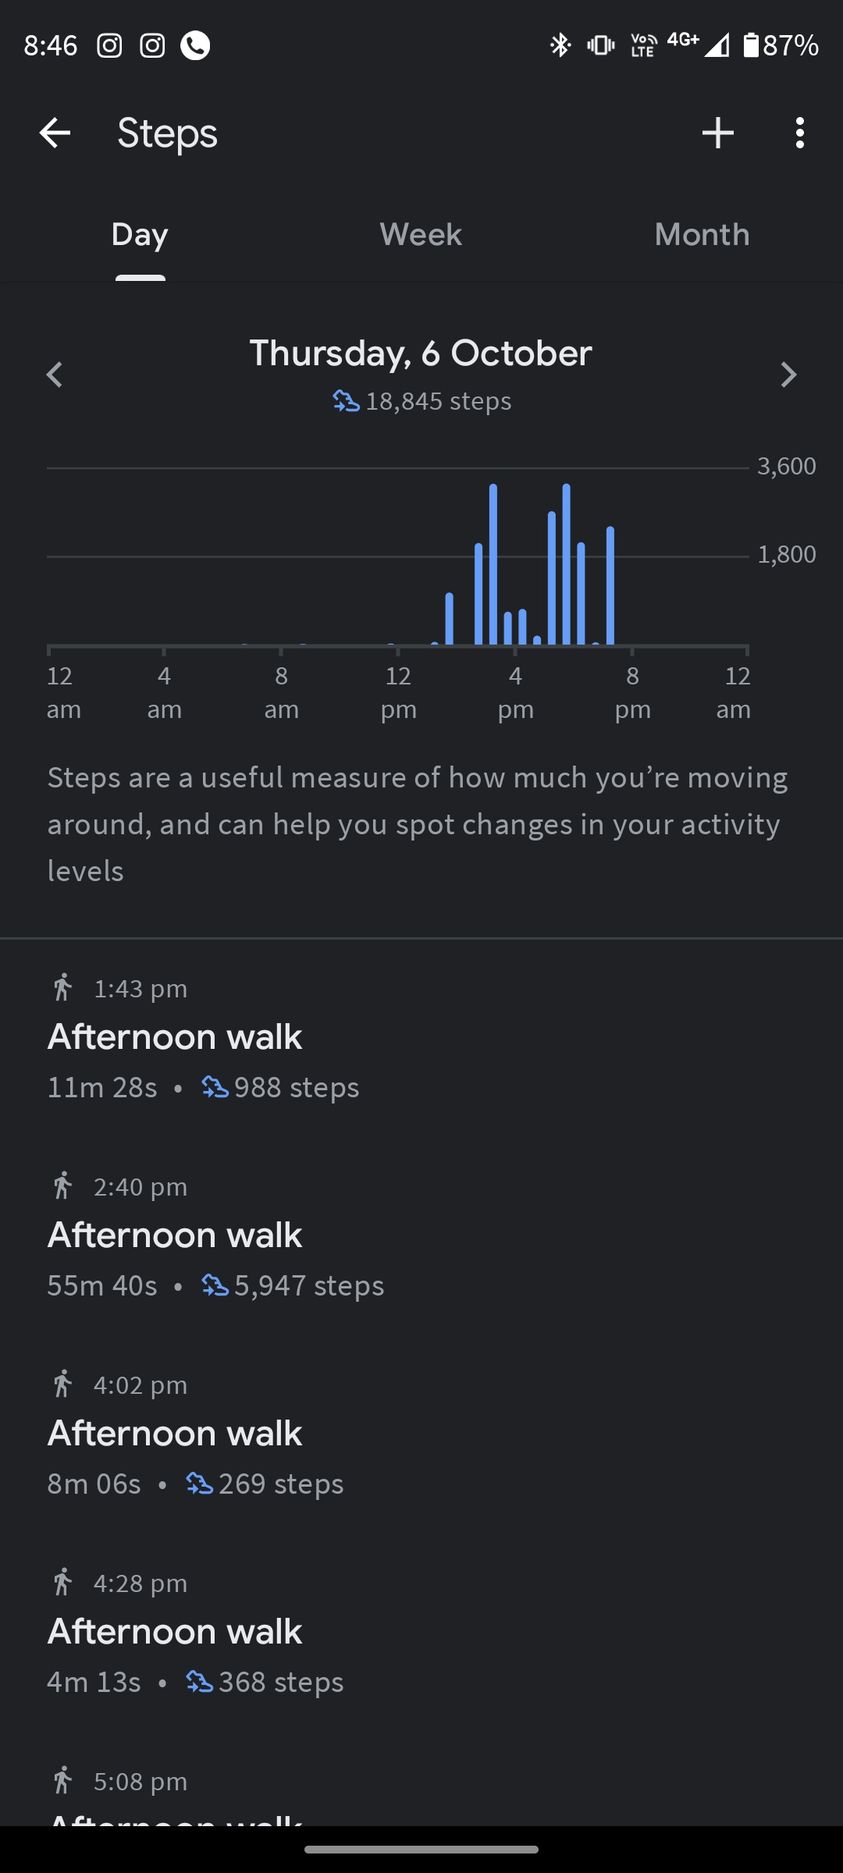 8:46 Vo LTE 4G+ 87%
Steps
Day Week Month
Thursday, 6 October
18,845 steps
3,600
1,800
12 am 4 am 8 am 12 pm 4 pm 8 pm 12 am
Steps are a useful measure of how much you’re moving
around, and can help you spot changes in your activity
levels
1:43 pm
Afternoon walk
11m 28s • 988 steps
2:40 pm
Afternoon walk
55m 40s • 5,947 steps
4:02 pm
Afternoon walk
8m 06s • 269 steps
4:28 pm
Afternoon walk
4m 13s • 368 steps
5:08 pm
Afternoon walk